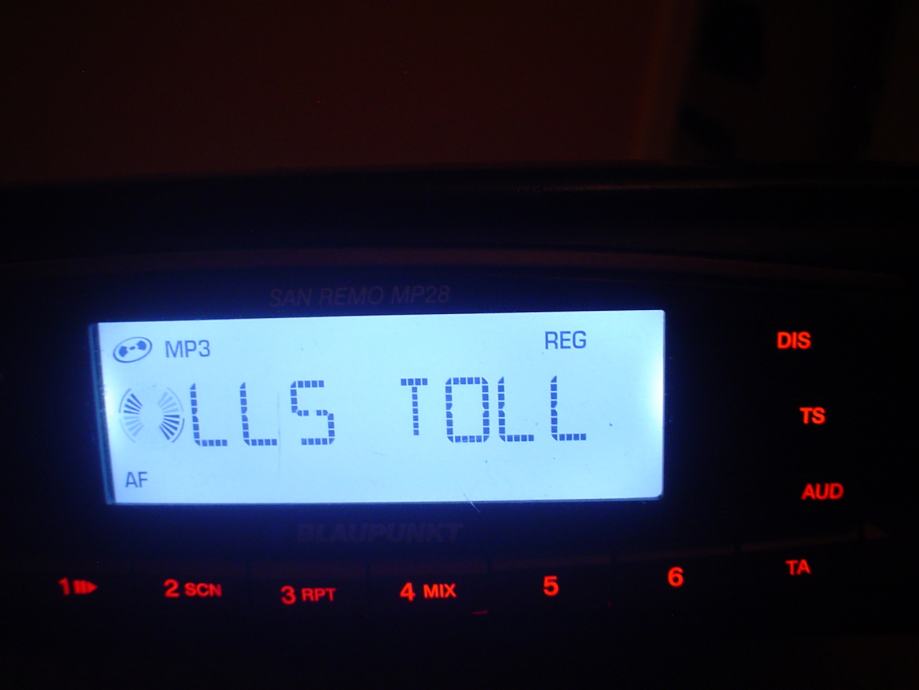 SAN REMO MP28
MP3 REG
LLS TOLL
AF
BLAUPUNKT
DIS
TS
AUD
TA
1 2 SCN 3 RPT 4 MIX 5 6